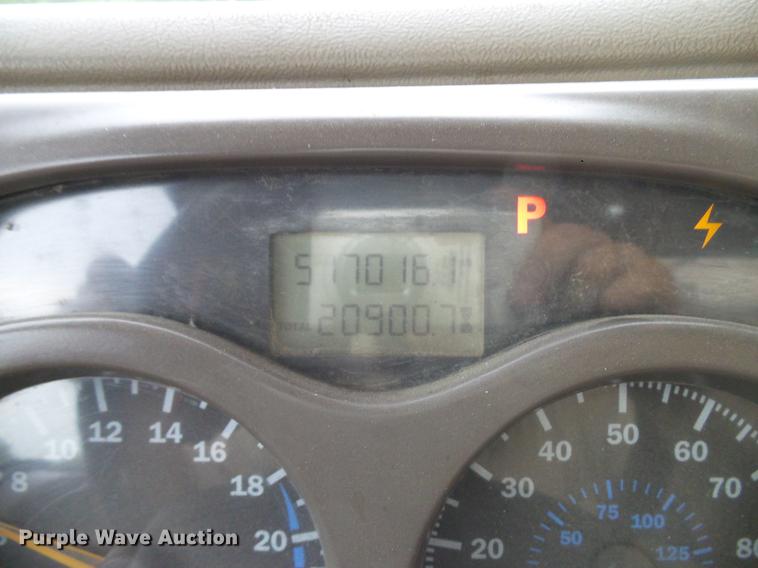 P
517016.1
TOTAL 20900.7
8 10 12 14 16 18 20
20 30 40 50 60 70 80
50 75 100 125
Purple Wave Auction